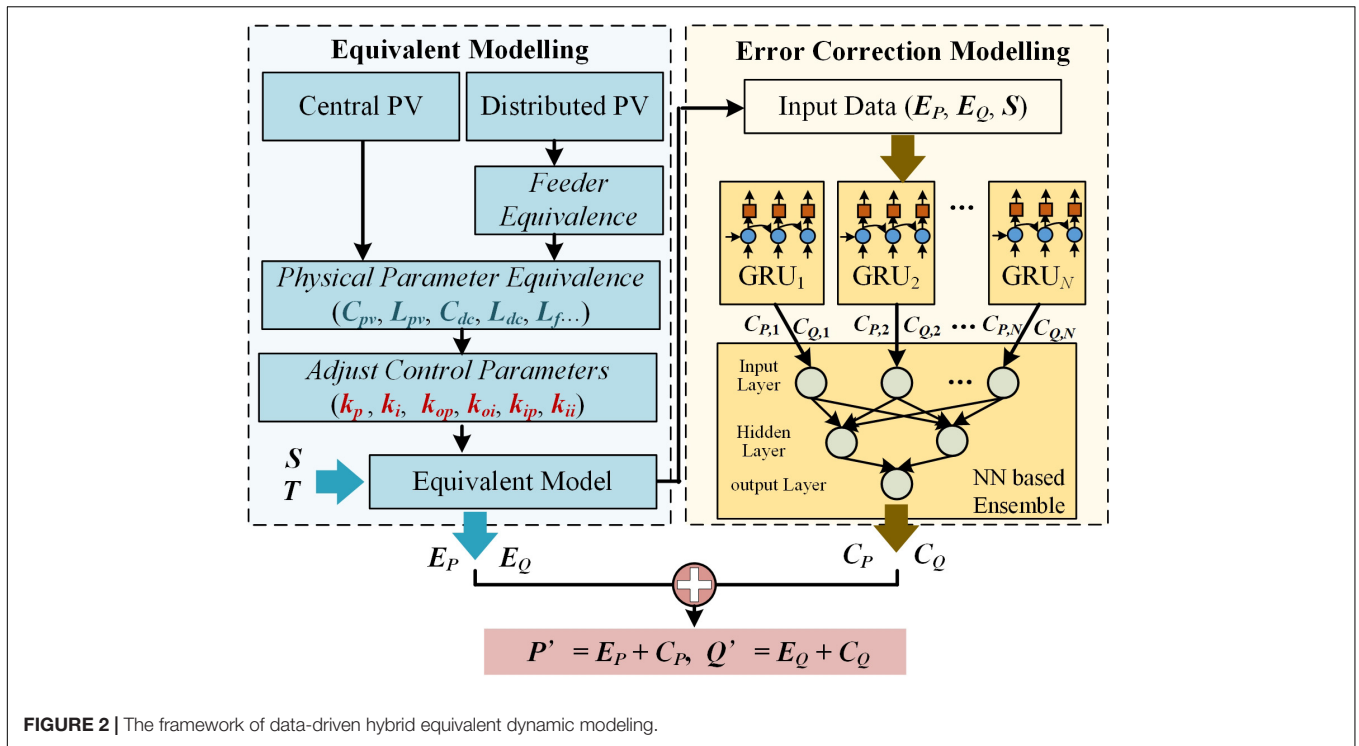 Equivalent Modelling
Central PV
Distributed PV
Feeder
Equivalence
Physical Parameter Equivalence
(C_pv, L_pv, C_dc, L_dc, L_f...)
Adjust Control Parameters
(k_p , k_i, k_op, k_oi, k_ip, k_ii)
S
T
Equivalent Model
E_P E_Q
Error Correction Modelling
Input Data (E_P, E_Q, S)
...
GRU_1
GRU_2
GRU_N
C_P,1 C_Q,1 C_P,2 C_Q,2 ... C_P,N C_Q,N
Input
Layer
...
Hidden
Layer
output Layer
NN based
Ensemble
C_P C_Q
P’ = E_P + C_P, Q’ = E_Q + C_Q
FIGURE 2 | The framework of data-driven hybrid equivalent dynamic modeling.